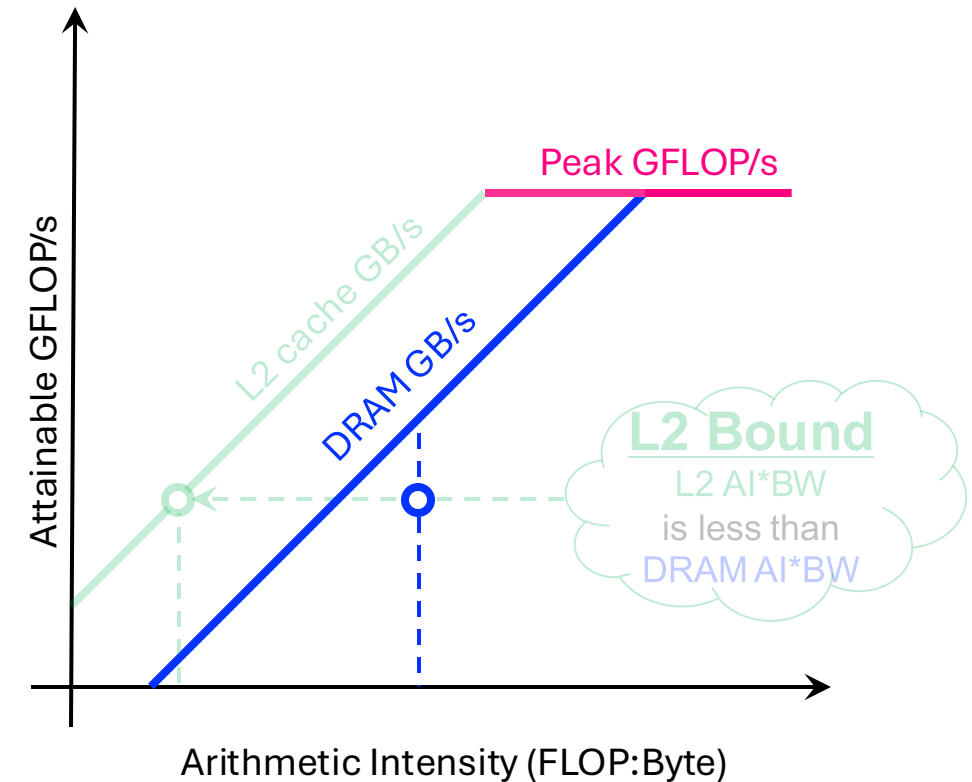 Peak GFLOP/s
L2 cache GB/s
DRAM GB/s
Attainable GFLOP/s
L2 Bound
L2 AI*BW
is less than
DRAM AI*BW
Arithmetic Intensity (FLOP:Byte)